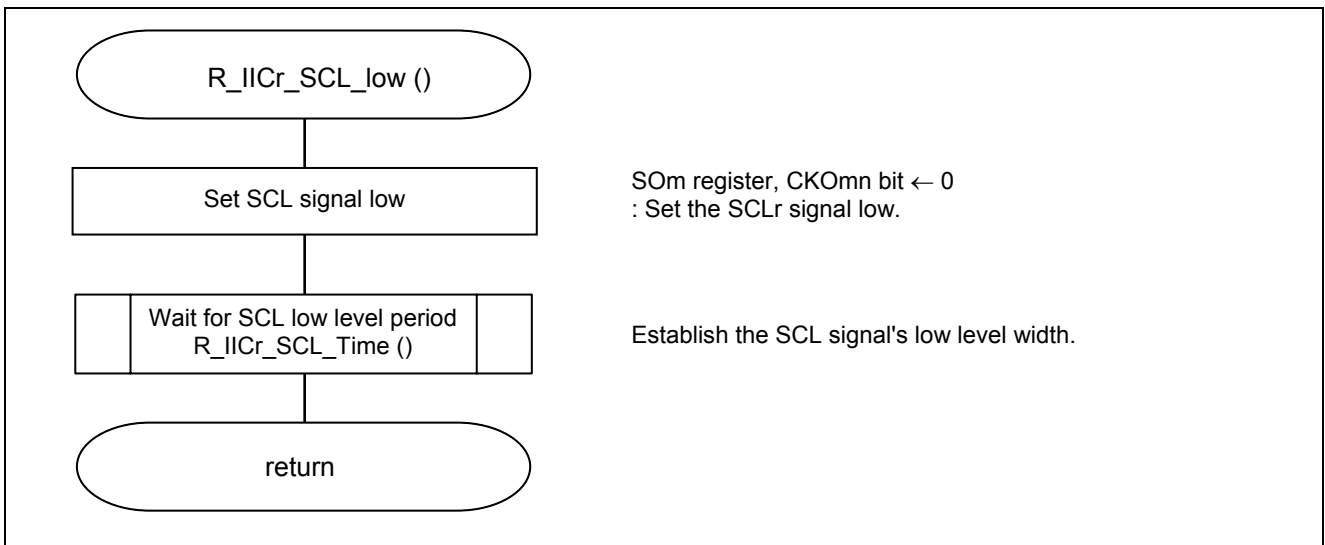 R_IICr_SCL_low ()
Set SCL signal low
SOm register, CKOmn bit ← 0
: Set the SCLr signal low.
Wait for SCL low level period
R_IICr_SCL_Time ()
Establish the SCL signal's low level width.
return